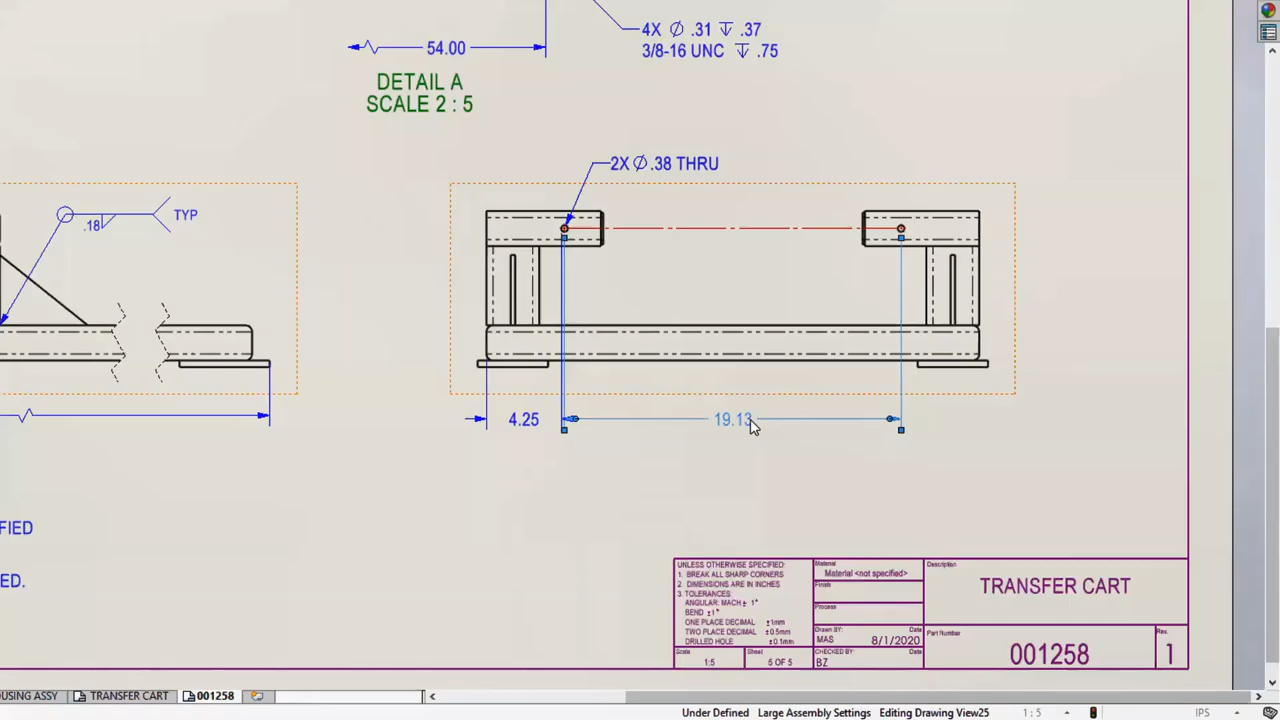 4X Ø .31 ↧ .37
3/8-16 UNC ↧ .75
54.00
DETAIL A
SCALE 2 : 5
2X Ø .38 THRU
.18
TYP
4.25
19.13
FIED
ED.
UNLESS OTHERWISE SPECIFIED:
1. BREAK ALL SHARP CORNERS
2. DIMENSIONS ARE IN INCHES
3. TOLERANCES:
ANGULAR: MACH ± 1°
BEND ±1°
ONE PLACE DECIMAL ±1mm
TWO PLACE DECIMAL ±0.5mm
DRILLED HOLE ±0.1mm
Scale
1:5
Sheet
5 OF 5
Material
Material <not specified>
Finish
Process
Drawn BY: Date
MAS 8/1/2020
CHECKED BY: Date
BZ
Description
TRANSFER CART
Part Number
001258
Rev.
1
OUSING ASSY TRANSFER CART 001258
Under Defined Large Assembly Settings Editing Drawing View25 1 : 5 IPS